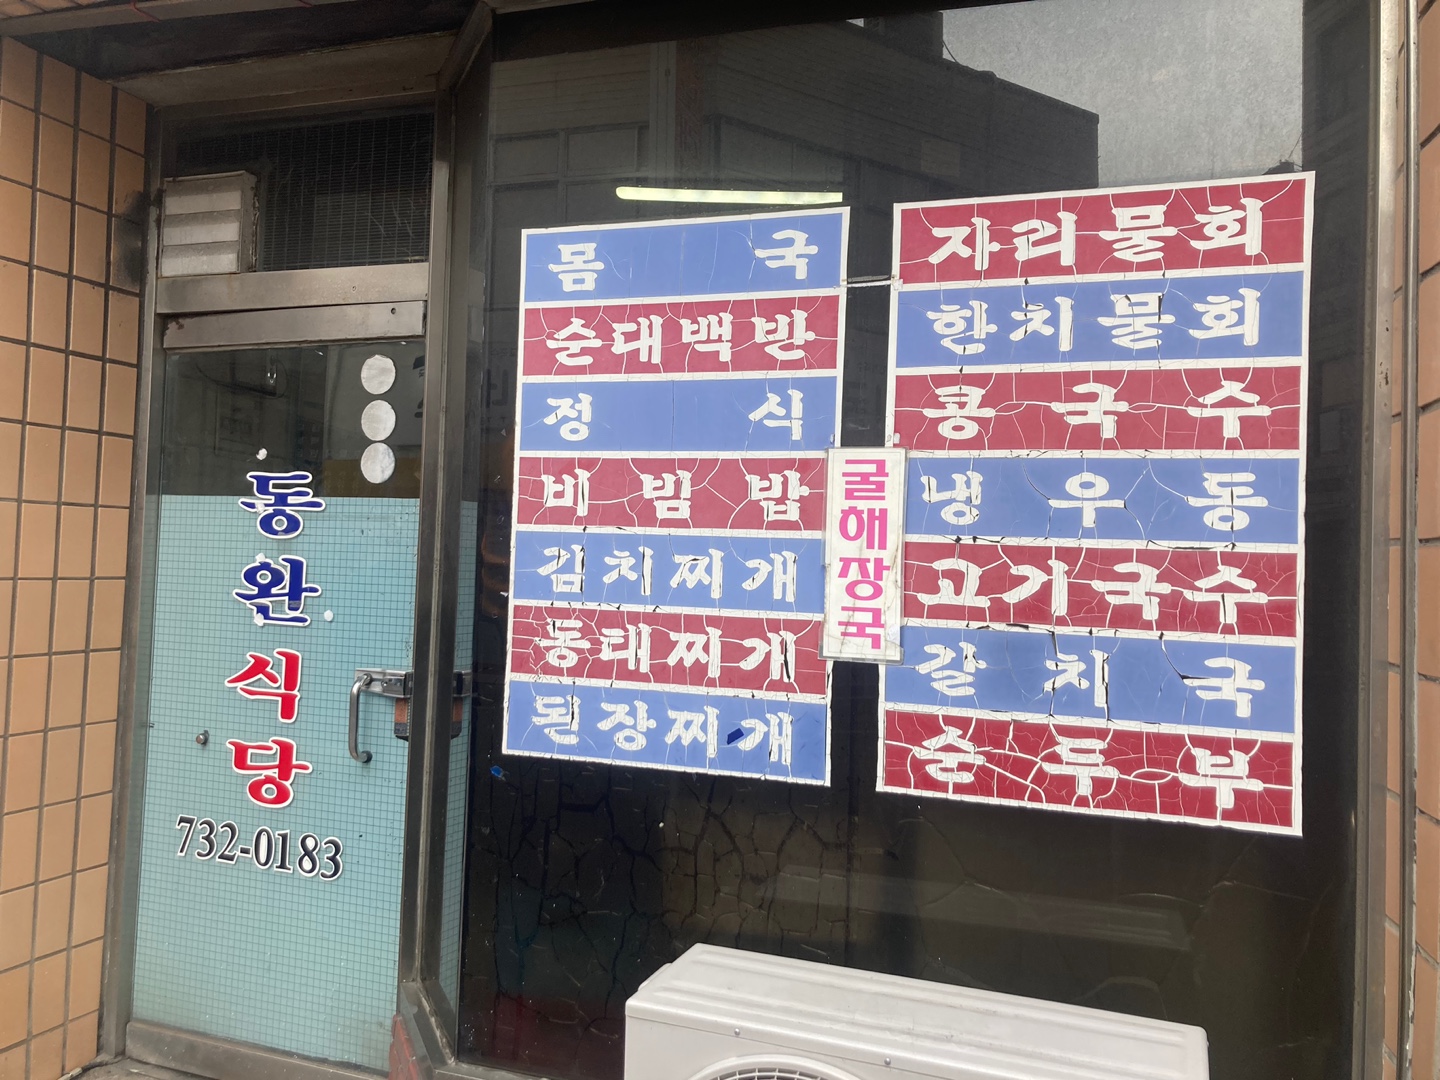 동완식당
732-0183
몸국
순대백반
정식
비빔밥
김치찌개
동태찌개
된장찌개
굴해장국
자리물회
한치물회
콩국수
냉우동
고기국수
갈치국
순두부